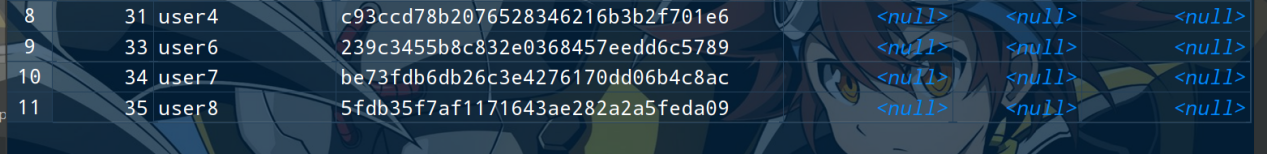 8 31 user4 c93ccd78b2076528346216b3b2f701e6 <null> <null> <null>
9 33 user6 239c3455b8c832e0368457eedd6c5789 <null> <null> <null>
10 34 user7 be73fdb6db26c3e4276170dd06b4c8ac <null> <null> <null>
11 35 user8 5fdb35f7af1171643ae282a2a5feda09 <null> <null> <null>